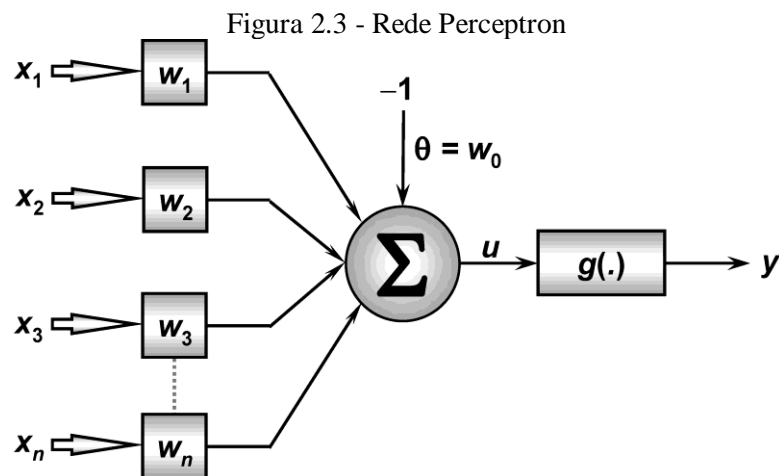 Figura 2.3 - Rede Perceptron
x₁ w₁
–1
θ = w₀
x₂ w₂
Σ u g(.) y
x₃ w₃
xₙ wₙ